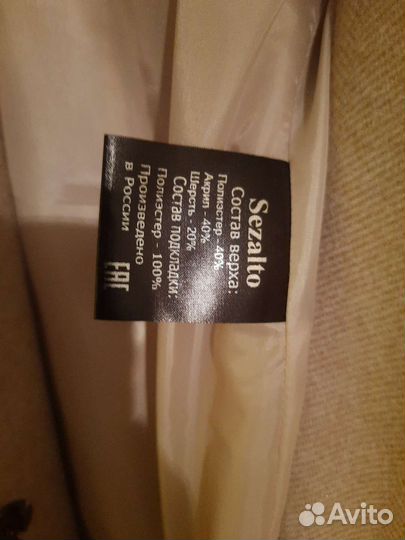 Sezalto
Состав верха:
Полиэстер - 40%
Акрил - 40%
Шерсть - 20%
Состав подкладки:
Полиэстер - 100%
Произведено
в России
EAC
Avito